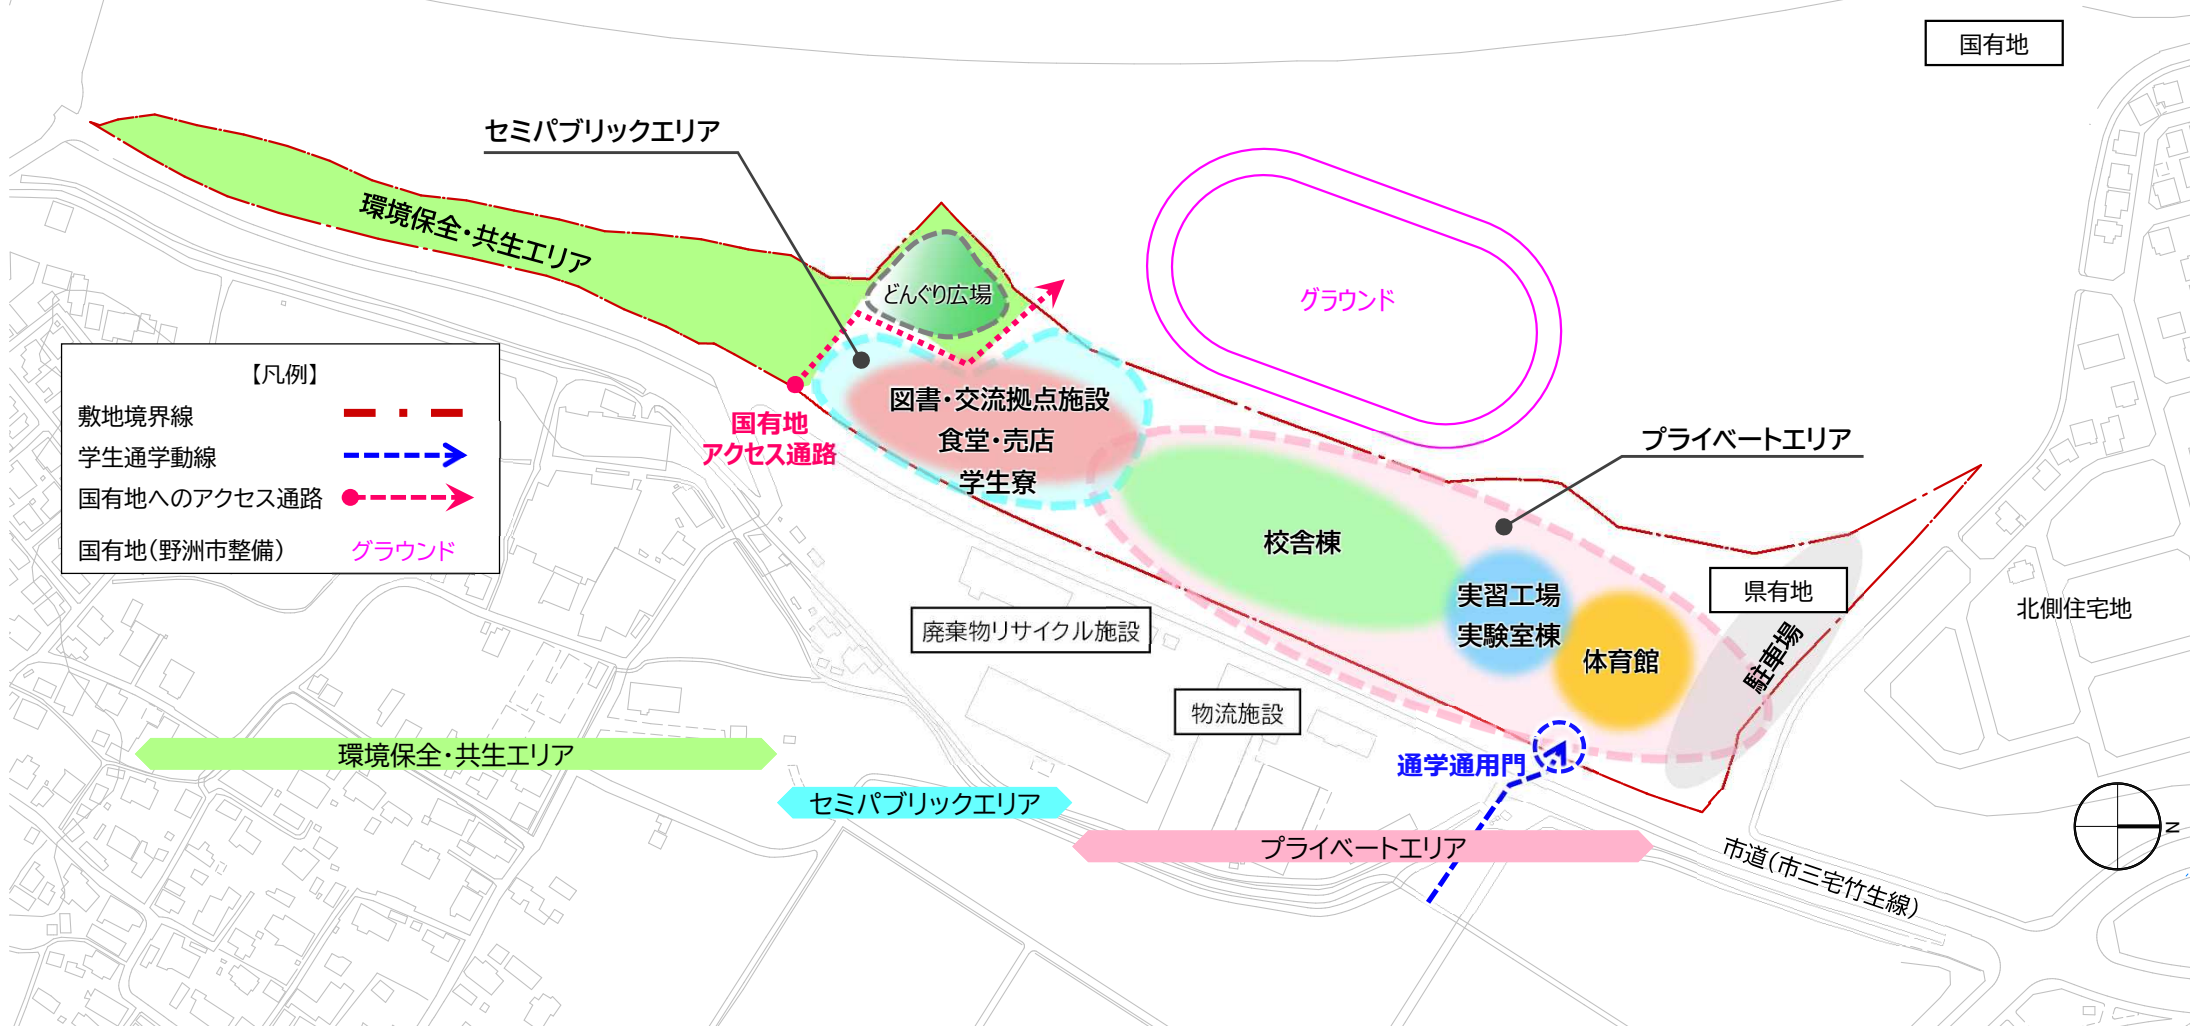 国有地
セミパブリックエリア
環境保全・共生エリア
どんぐり広場
グラウンド
【凡例】
敷地境界線
学生通学動線
国有地へのアクセス通路
国有地(野洲市整備)
グラウンド
国有地
アクセス通路
図書・交流拠点施設
食堂・売店
学生寮
プライベートエリア
校舎棟
実習工場
実験室棟
体育館
県有地
駐車場
北側住宅地
廃棄物リサイクル施設
物流施設
通学通用門
環境保全・共生エリア
セミパブリックエリア
プライベートエリア
市道(市三宅竹生線)
N